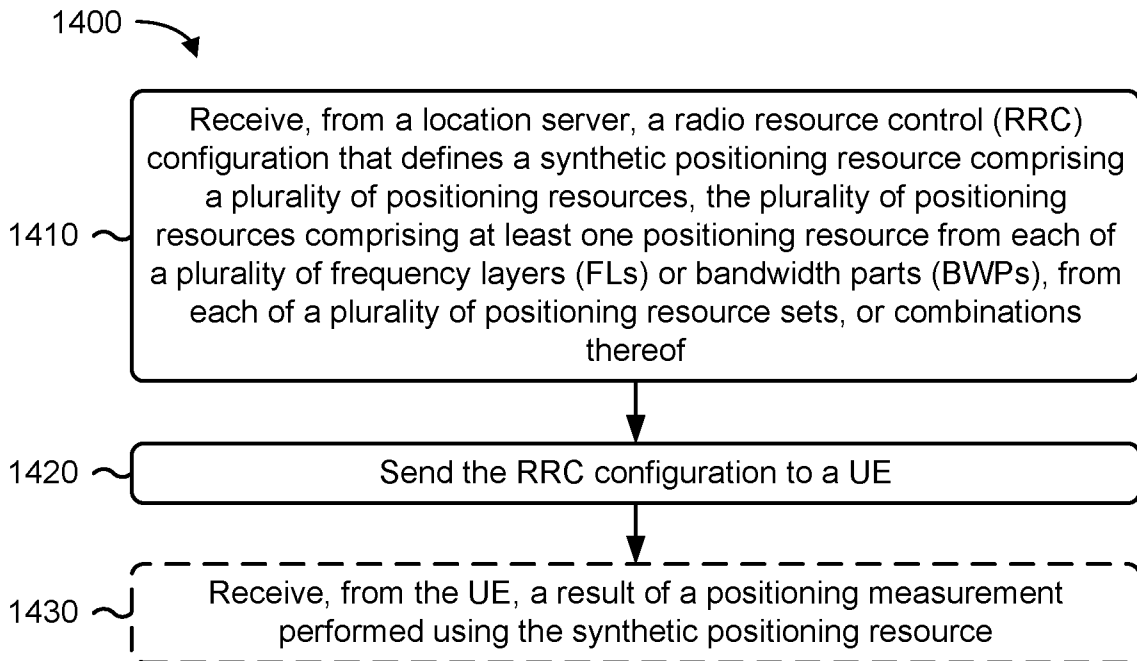 1400
Receive, from a location server, a radio resource control (RRC)
configuration that defines a synthetic positioning resource comprising
a plurality of positioning resources, the plurality of positioning
1410 resources comprising at least one positioning resource from each of
a plurality of frequency layers (FLs) or bandwidth parts (BWPs), from
each of a plurality of positioning resource sets, or combinations
thereof
1420 Send the RRC configuration to a UE
Receive, from the UE, a result of a positioning measurement
1430 performed using the synthetic positioning resource